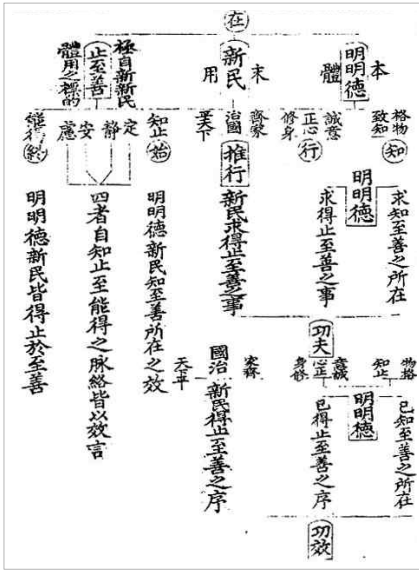 在
本
明明德
體
末
新民
用
極自新新民
止至善
體用之標的
格物
致知
知
誠意
正心
修身
行
齊家
治國
平天下
推行
知止
始
定
靜
安
慮
能得
終
求知至善之所在
明明德
求得止至善之事
新民求得止至善之事
明明德新民知至善所在之效
四者自知止至能得之脉絡皆以效言
明明德新民皆得止於至善
功夫
物格
知止
意誠
心正
身修
家齊
國治
天下平
已知至善之所在
明明德
已得止至善之序
新民得止至善之序
功效